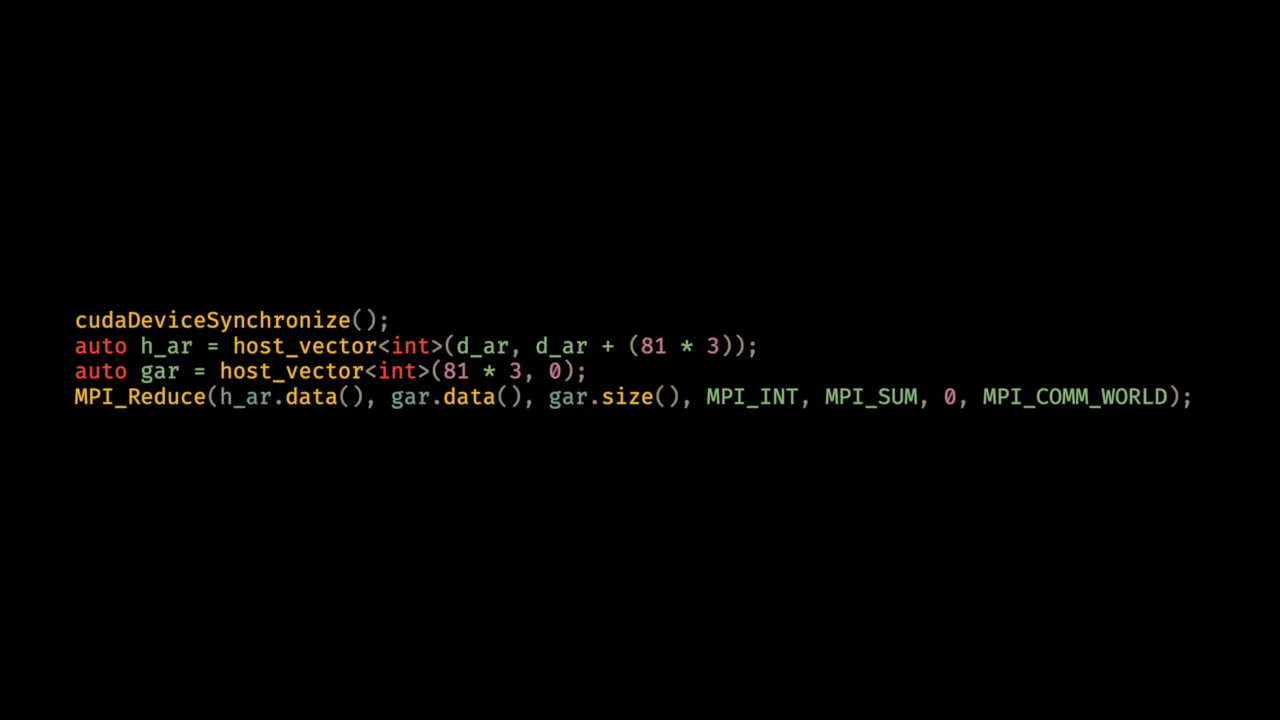 cudaDeviceSynchronize();
auto h_ar = host_vector<int>(d_ar, d_ar + (81 * 3));
auto gar = host_vector<int>(81 * 3, 0);
MPI_Reduce(h_ar.data(), gar.data(), gar.size(), MPI_INT, MPI_SUM, 0, MPI_COMM_WORLD);